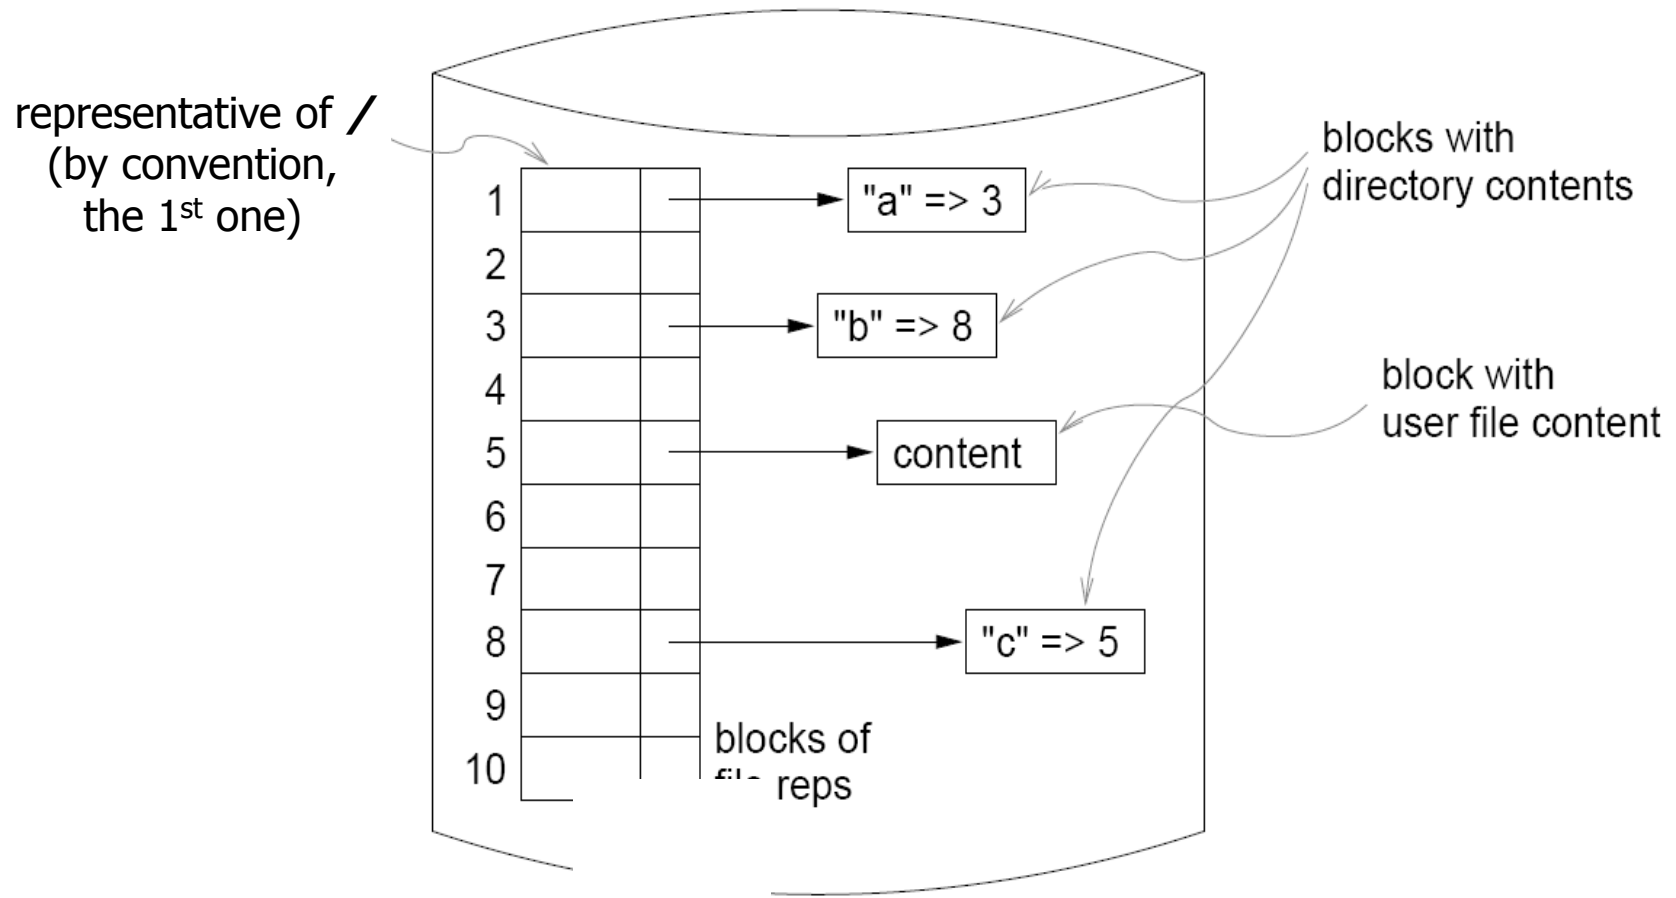 representative of /
(by convention,
the 1st one)
1
2
3
4
5
6
7
8
9
10
"a" => 3
"b" => 8
content
"c" => 5
blocks with
directory contents
block with
user file content
blocks of
reps